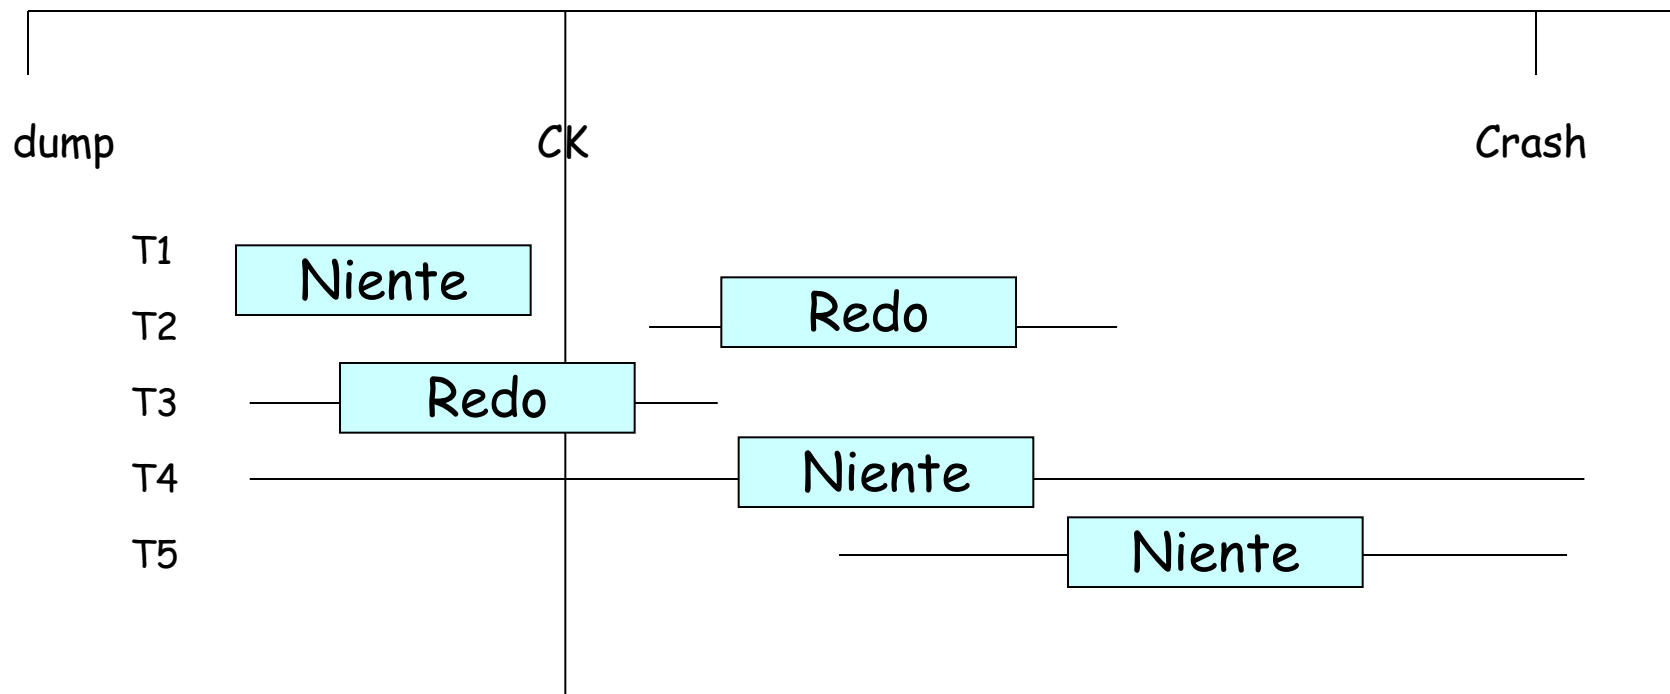 dump CK Crash
T1 Niente
T2 Redo
T3 Redo
T4 Niente
T5 Niente